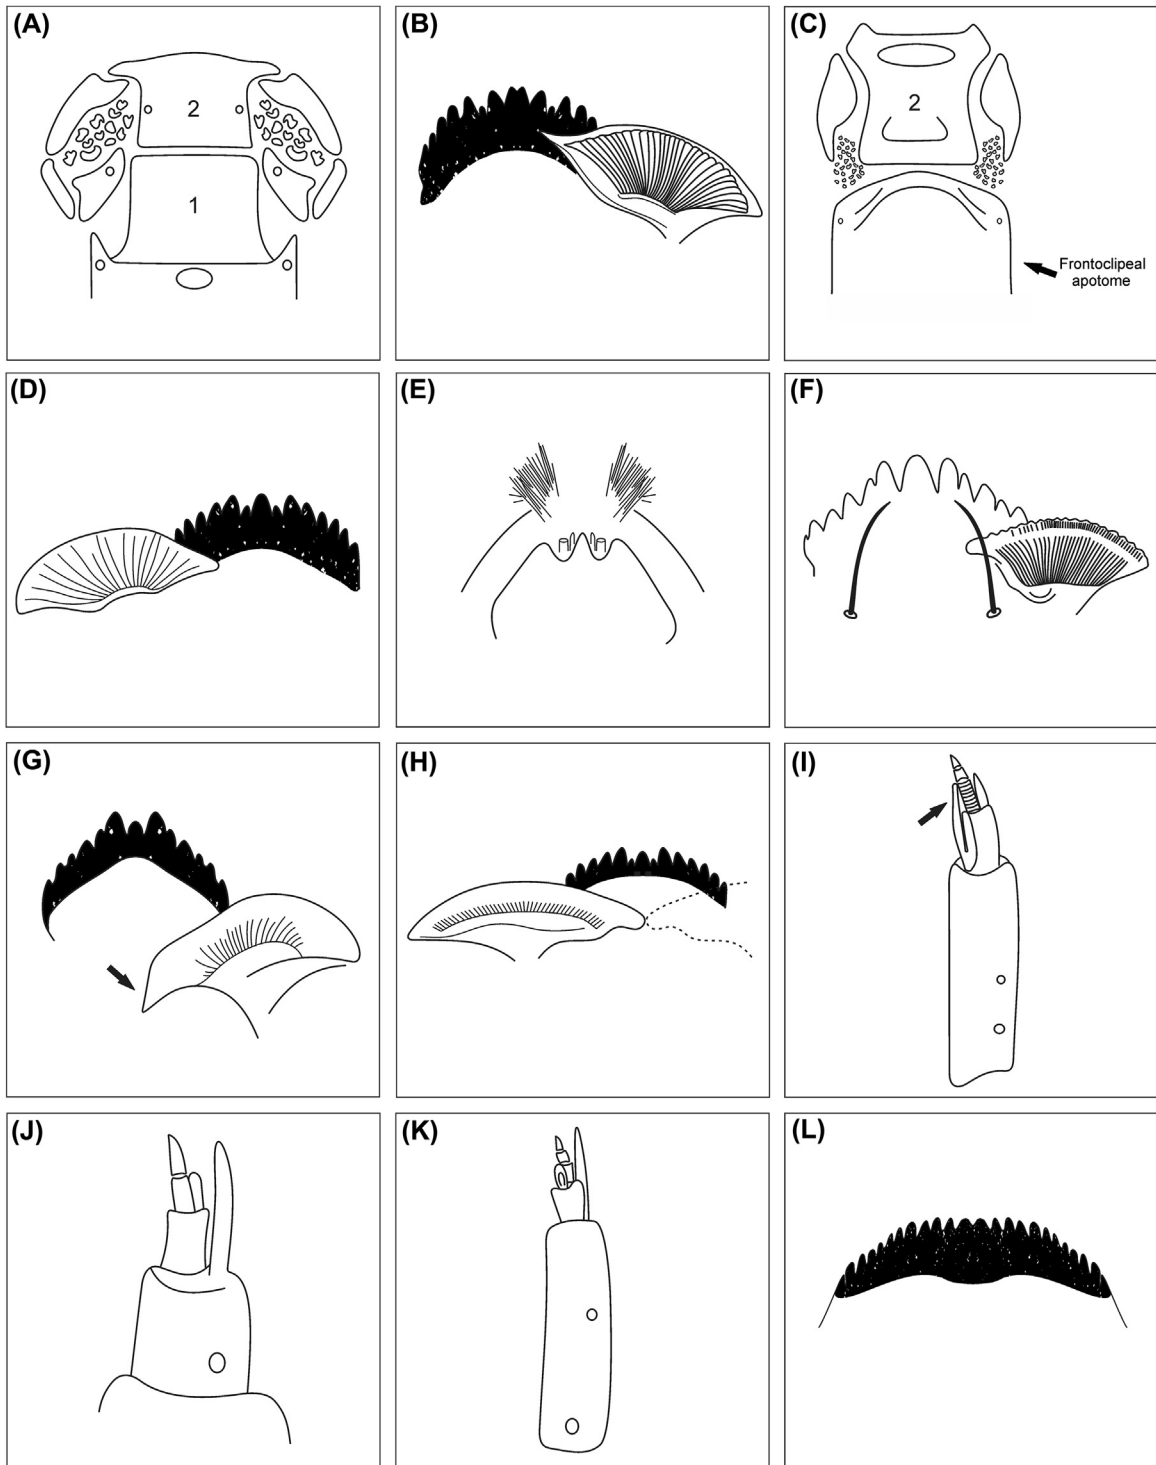 (A)
2
1
(B)
(C)
2
Frontoclipeal
apotome
(D)
(E)
(F)
(G)
(H)
(I)
(J)
(K)
(L)